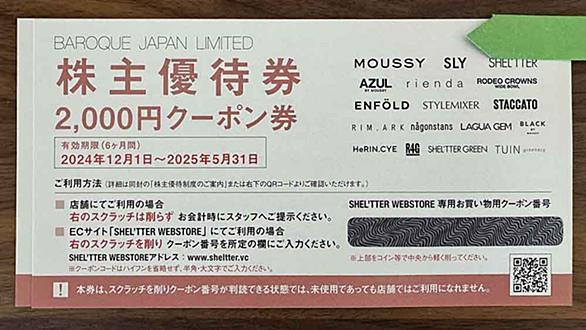 BAROQUE JAPAN LIMITED
株主優待券
2,000円クーポン券
有効期限(6ヶ月間)
2024年12月1日~2025年5月31日
MOUSSY SLY SHEL'TTER
AZUL BY MOUSSY rienda RODEO CROWNS WIDE BOWL
ENFÖLD STYLEMIXER STACCATO
RIM.ARK någonstans LAGUA GEM BLACK BY MOUSSY
HeRIN.CYE R4G SHEL'TTER GREEN TUIN greenery
ご利用方法 (詳細は同封の「株主優待制度のご案内」または右下のQRコードよりご確認いただけます。)
■ 店舗にてご利用の場合
右のスクラッチは削らず お会計時にスタッフへご提示ください。
■ ECサイト「SHEL'TTER WEBSTORE」にてご利用の場合
右のスクラッチを削り クーポン番号を所定の欄にご入力ください。
SHEL'TTER WEBSTOREアドレス:www.sheltter.vc
※クーポンコードはハイフンを省略せず、半角・大文字でご入力ください。
SHEL'TTER WEBSTORE 専用お買い物用クーポン番号
※上部をコイン等で中央から軽く削ってください。
! 本券は、スクラッチを削りクーポン番号が判読できる状態では、未使用であっても店舗ではご利用になれません。